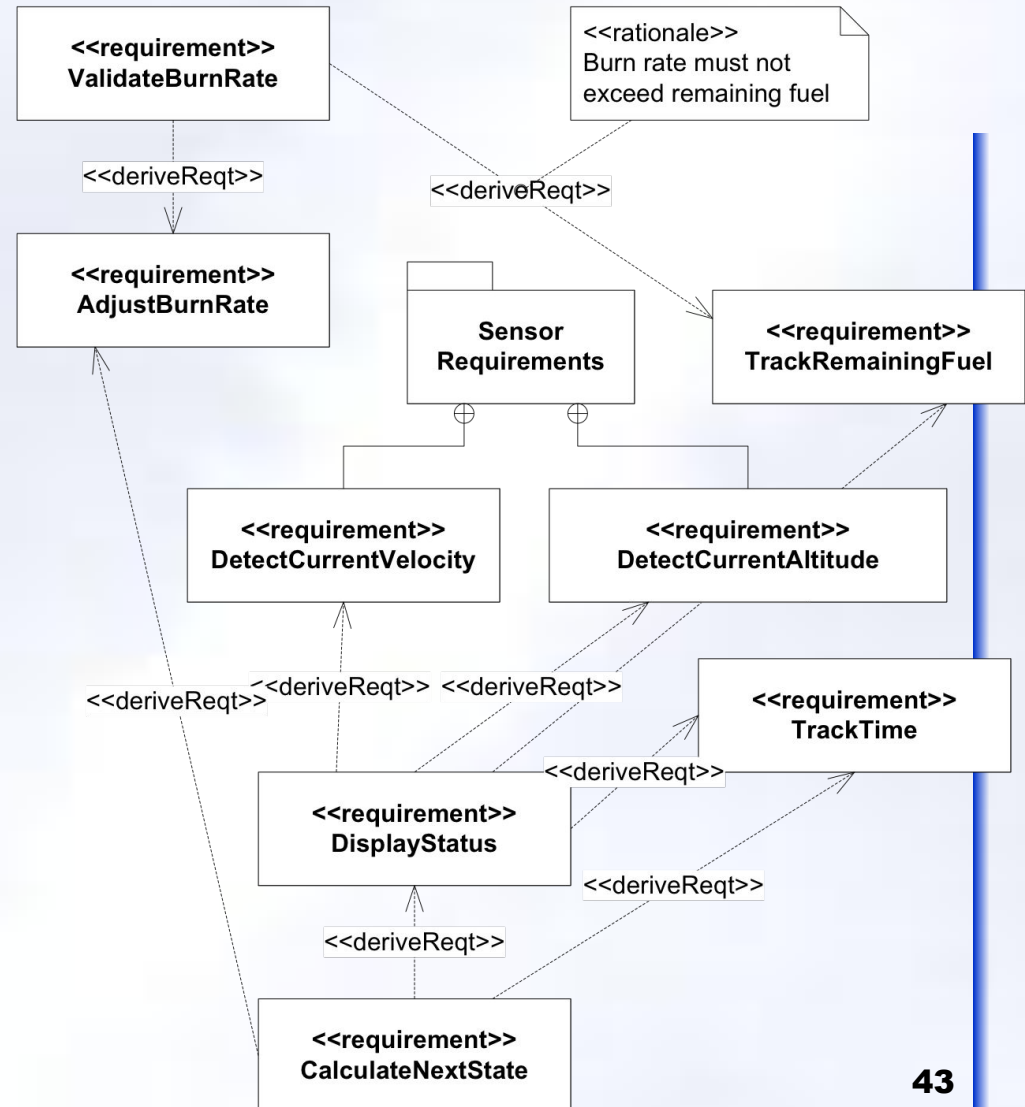 <<requirement>>
ValidateBurnRate
<<rationale>>
Burn rate must not
exceed remaining fuel
<<deriveReqt>>
<<deriveReqt>>
<<requirement>>
AdjustBurnRate
Sensor
Requirements
<<requirement>>
TrackRemainingFuel
<<requirement>>
DetectCurrentVelocity
<<requirement>>
DetectCurrentAltitude
<<deriveReqt>>
<<deriveReqt>>
<<deriveReqt>>
<<requirement>>
TrackTime
<<deriveReqt>>
<<requirement>>
DisplayStatus
<<deriveReqt>>
<<deriveReqt>>
<<requirement>>
CalculateNextState
43